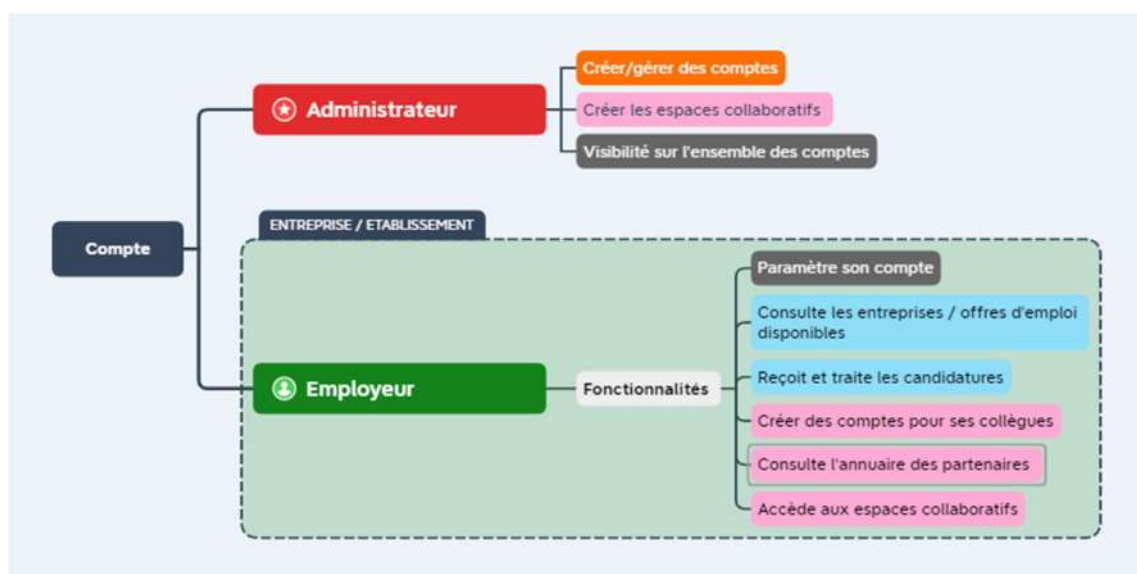 Créer/gérer des comptes
Administrateur
Créer les espaces collaboratifs
Visibilité sur l'ensemble des comptes
Compte
ENTREPRISE / ETABLISSEMENT
Paramètre son compte
Consulte les entreprises / offres d'emploi
disponibles
Employeur
Fonctionnalités
Reçoit et traite les candidatures
Créer des comptes pour ses collègues
Consulte l'annuaire des partenaires
Accède aux espaces collaboratifs